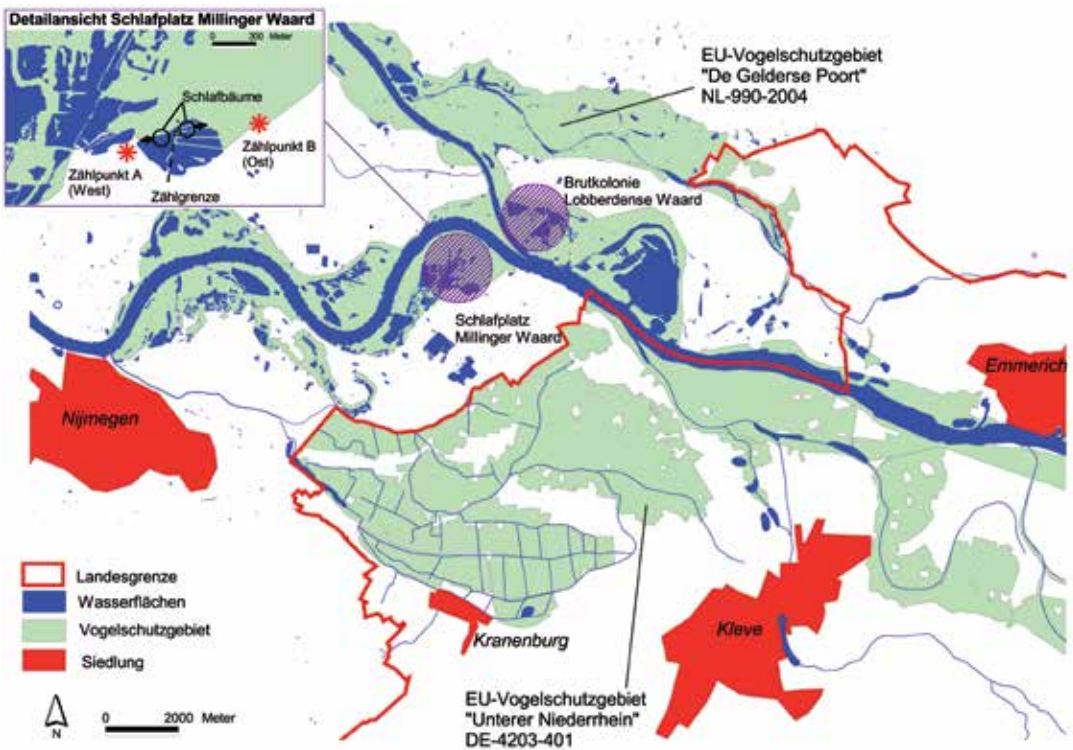 Detailansicht Schlafplatz Millinger Waard
0 200 Meter
Schlafbäume
Zählpunkt A
(West)
Zählpunkt B
(Ost)
Zählgrenze
EU-Vogelschutzgebiet
"De Gelderse Poort"
NL-990-2004
Brutkolonie
Lobberdense Waard
Schlafplatz
Millinger Waard
Emmerich
Nijmegen
Kranenburg
Kleve
EU-Vogelschutzgebiet
"Unterer Niederrhein"
DE-4203-401
Landesgrenze
Wasserflächen
Vogelschutzgebiet
Siedlung
N
0 2000 Meter